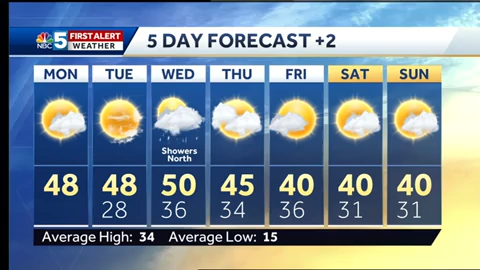 NBC 5 FIRST ALERT WEATHER
5 DAY FORECAST +2
MON TUE WED THU FRI SAT SUN
Showers
North
48 48 50 45 40 40 40
28 36 34 36 31 31
Average High: 34 Average Low: 15